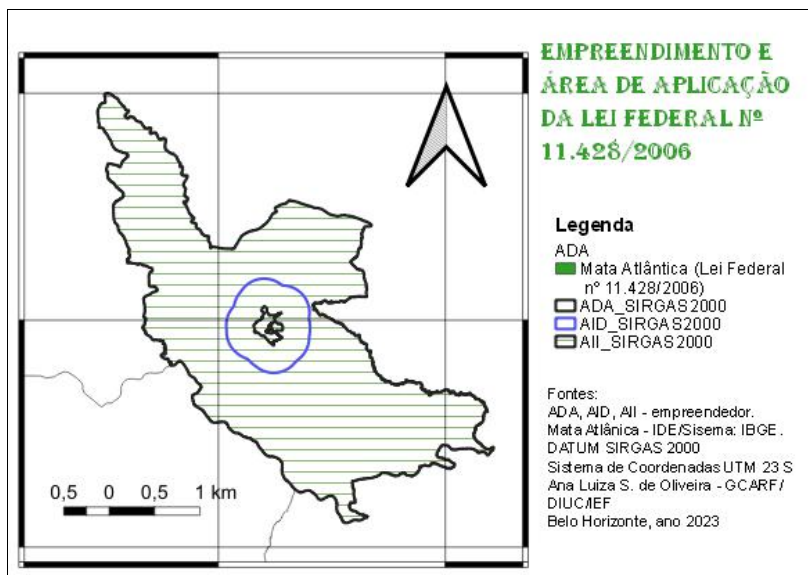 EMPREENDIMENTO E
ÁREA DE APLICAÇÃO
DA LEI FEDERAL Nº
11.428/2006
Legenda
ADA
Mata Atlântica (Lei Federal
nº 11.428/2006)
ADA_SIRGAS2000
AID_SIRGAS2000
AII_SIRGAS2000
0,5 0 0,5 1 km
Fontes:
ADA, AID, AII - empreendedor.
Mata Atlânica - IDE/Sisema: IBGE.
DATUM SIRGAS 2000
Sistema de Coordenadas UTM 23 S
Ana Luiza S. de Oliveira - GCARF/
DIUC/IEF
Belo Horizonte, ano 2023